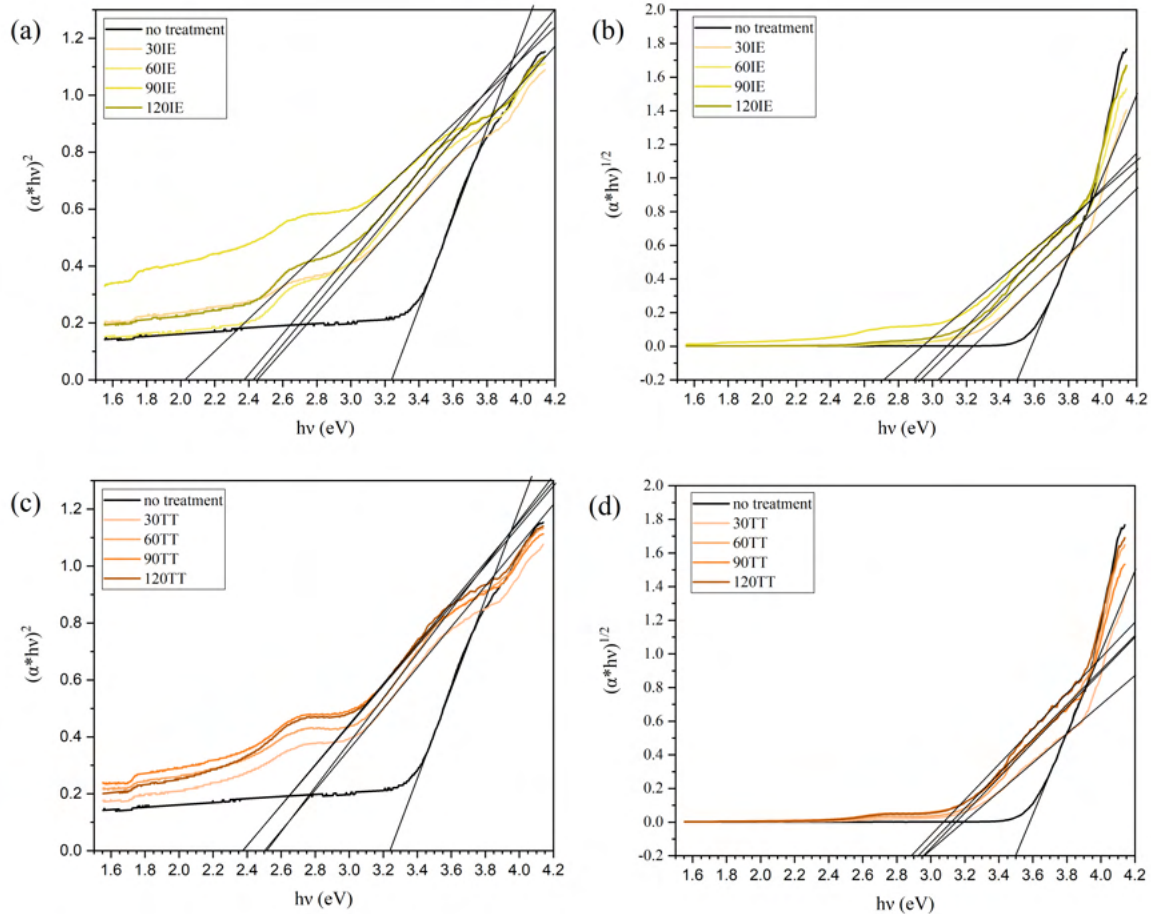 (a)
no treatment
30IE
60IE
90IE
120IE
(α*hν)²
1.2
1.0
0.8
0.6
0.4
0.2
0.0
1.6 1.8 2.0 2.2 2.4 2.6 2.8 3.0 3.2 3.4 3.6 3.8 4.0 4.2
hν (eV)
(b)
no treatment
30IE
60IE
90IE
120IE
(α*hν)^1/2
2.0
1.8
1.6
1.4
1.2
1.0
0.8
0.6
0.4
0.2
0.0
-0.2
1.6 1.8 2.0 2.2 2.4 2.6 2.8 3.0 3.2 3.4 3.6 3.8 4.0 4.2
hν (eV)
(c)
no treatment
30TT
60TT
90TT
120TT
(α*hν)²
1.2
1.0
0.8
0.6
0.4
0.2
0.0
1.6 1.8 2.0 2.2 2.4 2.6 2.8 3.0 3.2 3.4 3.6 3.8 4.0 4.2
hν (eV)
(d)
no treatment
30TT
60TT
90TT
120TT
(α*hν)^1/2
2.0
1.8
1.6
1.4
1.2
1.0
0.8
0.6
0.4
0.2
0.0
-0.2
1.6 1.8 2.0 2.2 2.4 2.6 2.8 3.0 3.2 3.4 3.6 3.8 4.0 4.2
hν (eV)